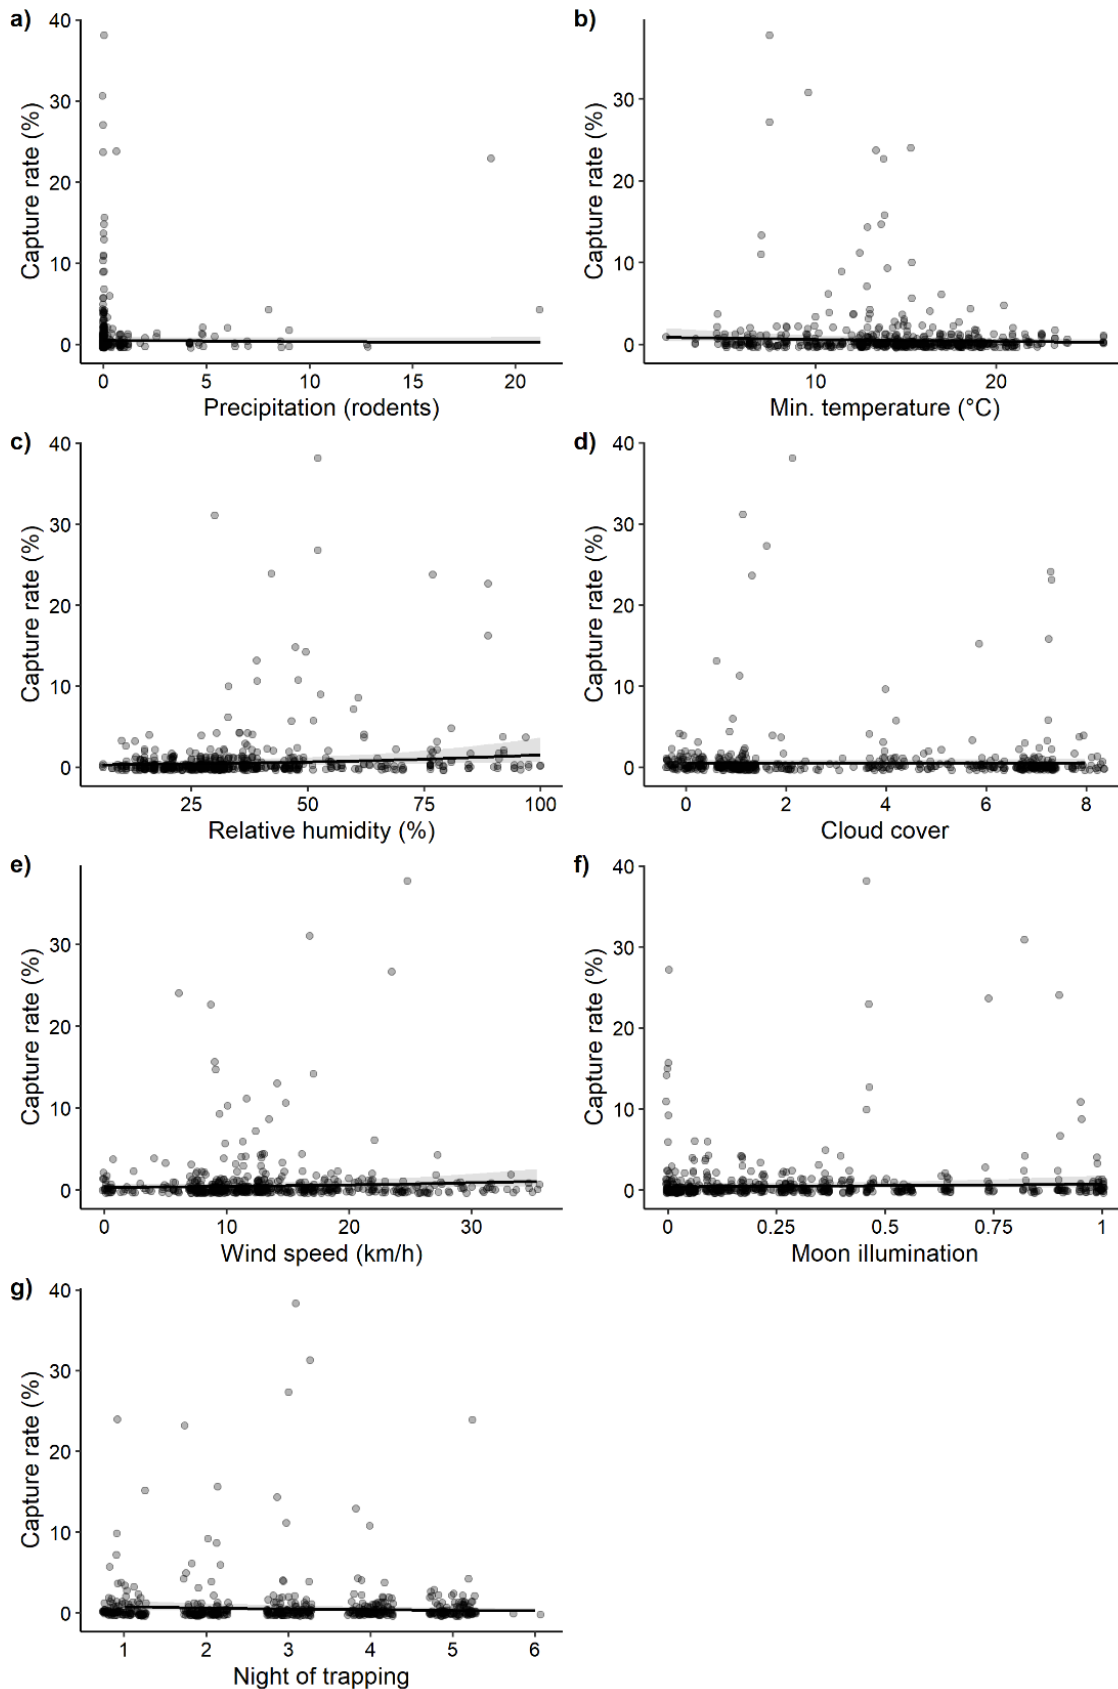 a)
40
30
20
10
0
Capture rate (%)
0 5 10 15 20
Precipitation (rodents)
b)
30
20
10
0
Capture rate (%)
10 20
Min. temperature (°C)
c)
40
30
20
10
0
Capture rate (%)
25 50 75 100
Relative humidity (%)
d)
40
30
20
10
0
Capture rate (%)
0 2 4 6 8
Cloud cover
e)
30
20
10
0
Capture rate (%)
0 10 20 30
Wind speed (km/h)
f)
40
30
20
10
0
Capture rate (%)
0 0.25 0.5 0.75 1
Moon illumination
g)
40
30
20
10
0
Capture rate (%)
1 2 3 4 5 6
Night of trapping